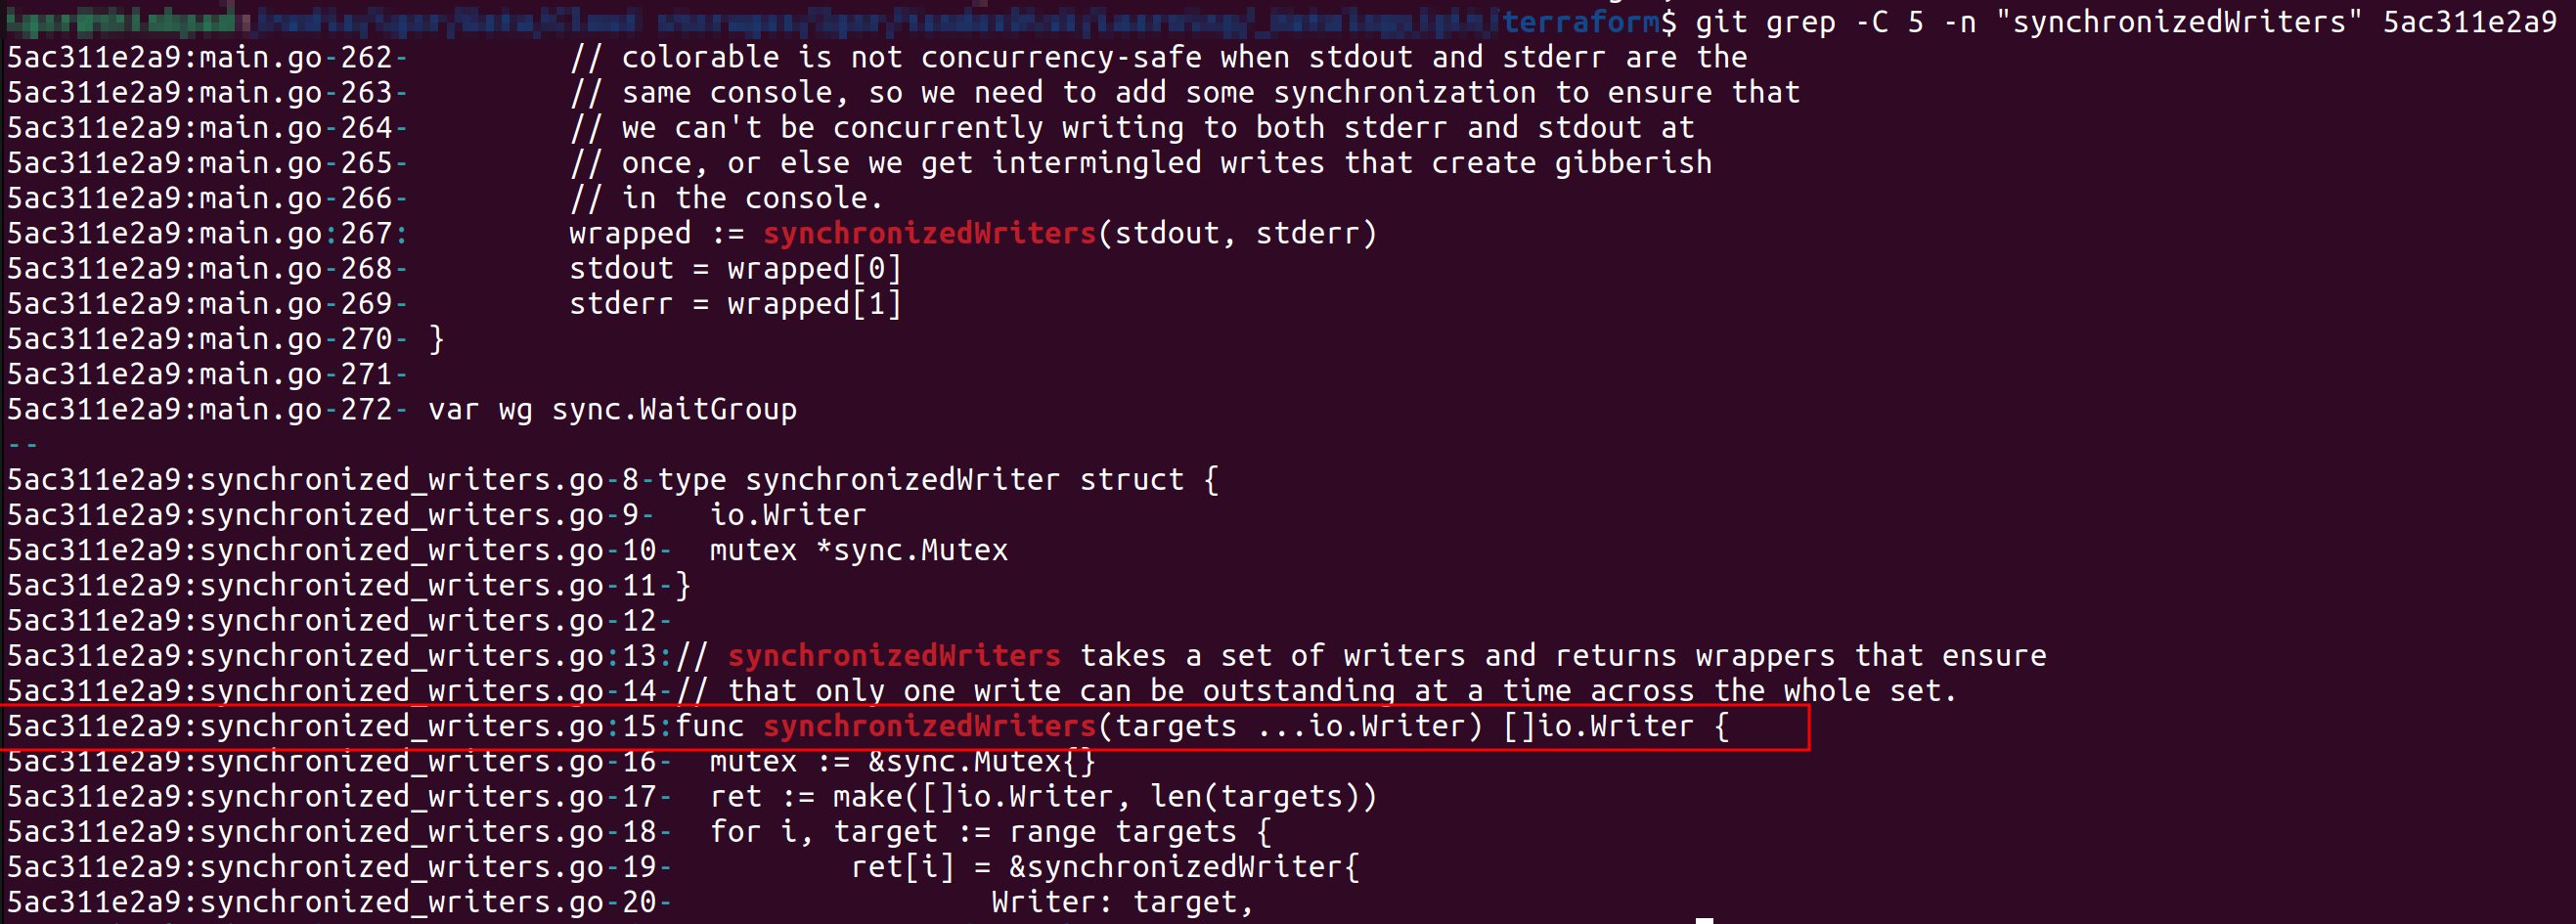 terraform$ git grep -C 5 -n "synchronizedWriters" 5ac311e2a9
5ac311e2a9:main.go-262-         // colorable is not concurrency-safe when stdout and stderr are the
5ac311e2a9:main.go-263-         // same console, so we need to add some synchronization to ensure that
5ac311e2a9:main.go-264-         // we can't be concurrently writing to both stderr and stdout at
5ac311e2a9:main.go-265-         // once, or else we get intermingled writes that create gibberish
5ac311e2a9:main.go-266-         // in the console.
5ac311e2a9:main.go:267:         wrapped := synchronizedWriters(stdout, stderr)
5ac311e2a9:main.go-268-         stdout = wrapped[0]
5ac311e2a9:main.go-269-         stderr = wrapped[1]
5ac311e2a9:main.go-270- }
5ac311e2a9:main.go-271-
5ac311e2a9:main.go-272- var wg sync.WaitGroup
--
5ac311e2a9:synchronized_writers.go-8-type synchronizedWriter struct {
5ac311e2a9:synchronized_writers.go-9-   io.Writer
5ac311e2a9:synchronized_writers.go-10-  mutex *sync.Mutex
5ac311e2a9:synchronized_writers.go-11-}
5ac311e2a9:synchronized_writers.go-12-
5ac311e2a9:synchronized_writers.go:13:// synchronizedWriters takes a set of writers and returns wrappers that ensure
5ac311e2a9:synchronized_writers.go-14-// that only one write can be outstanding at a time across the whole set.
5ac311e2a9:synchronized_writers.go:15:func synchronizedWriters(targets ...io.Writer) []io.Writer {
5ac311e2a9:synchronized_writers.go-16-  mutex := &sync.Mutex{}
5ac311e2a9:synchronized_writers.go-17-  ret := make([]io.Writer, len(targets))
5ac311e2a9:synchronized_writers.go-18-  for i, target := range targets {
5ac311e2a9:synchronized_writers.go-19-          ret[i] = &synchronizedWriter{
5ac311e2a9:synchronized_writers.go-20-                  Writer: target,